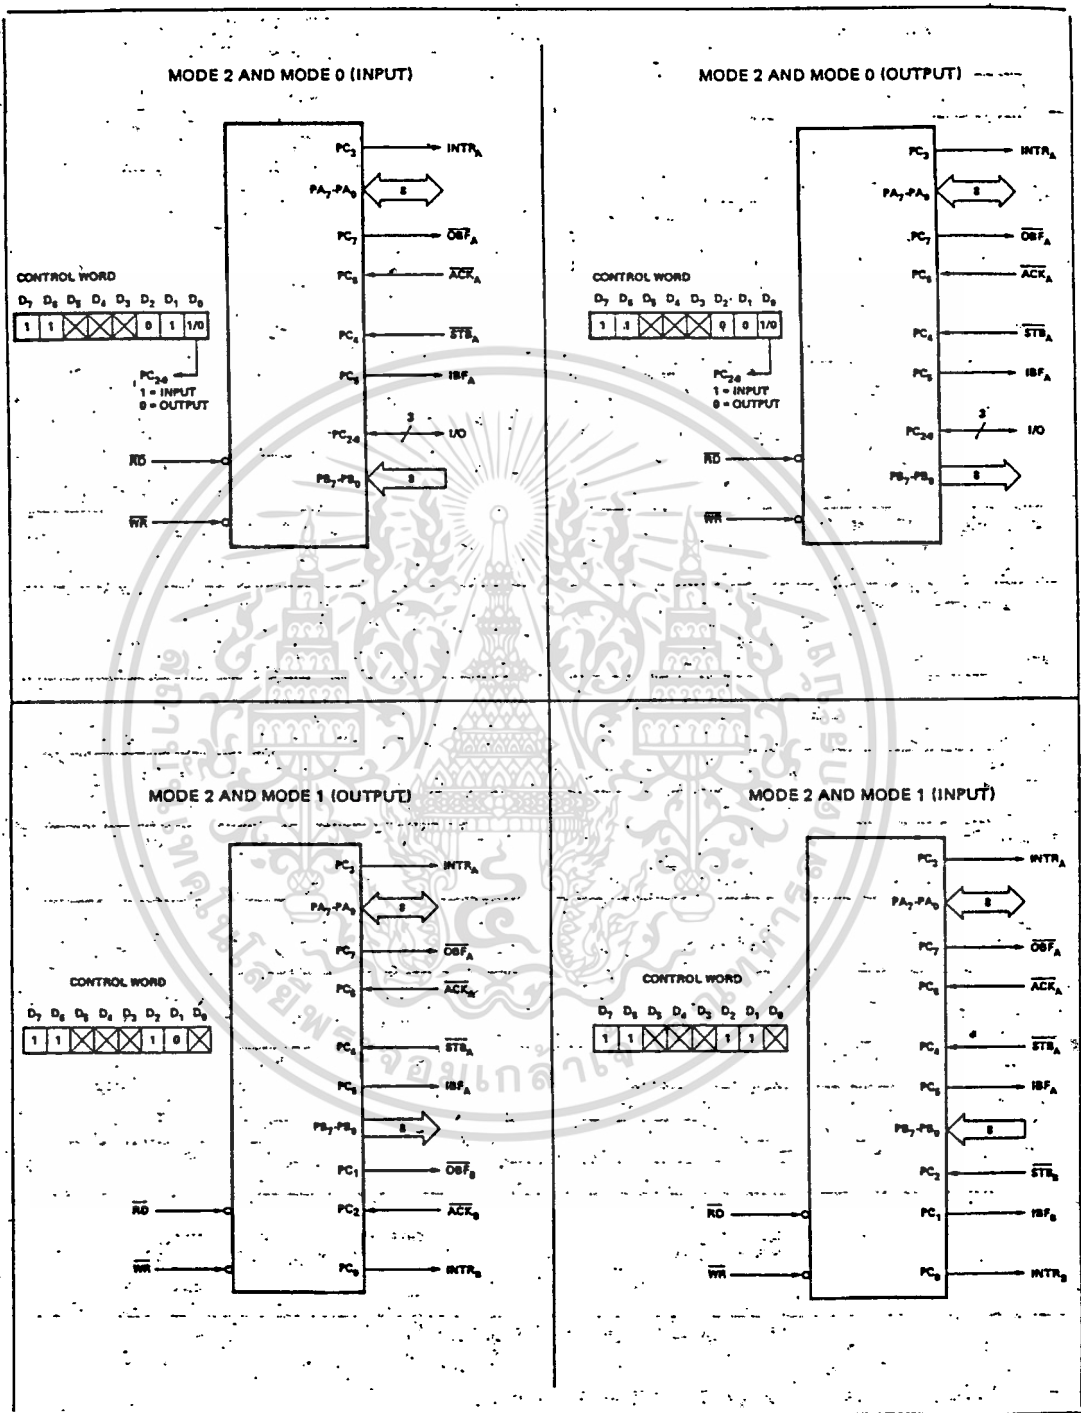 MODE 2 AND MODE 0 (INPUT)
PC3 INTRA
PA7-PA0 8
PC7 OBFA
PC6 ACKA
CONTROL WORD
D7 D6 D5 D4 D3 D2 D1 D0
1 1 X X X 0 1 1/0
PC4 STBA
PC5 IBFA
PC2-0
1 = INPUT
0 = OUTPUT
PC2-0 3 I/O
RD
PB7-PB0 8
WR
MODE 2 AND MODE 0 (OUTPUT)
PC3 INTRA
PA7-PA0 8
PC7 OBFA
PC6 ACKA
CONTROL WORD
D7 D6 D5 D4 D3 D2 D1 D0
1 1 X X X 0 0 1/0
PC4 STBA
PC5 IBFA
PC2-0
1 = INPUT
0 = OUTPUT
PC2-0 3 I/O
RD
PB7-PB0 8
WR
MODE 2 AND MODE 1 (OUTPUT)
PC3 INTRA
PA7-PA0 8
PC7 OBFA
CONTROL WORD
PC6 ACKA
D7 D6 D5 D4 D3 D2 D1 D0
1 1 X X X 1 0 X
PC4 STBA
PC5 IBFA
PB7-PB0 8
PC1 OBFB
RD
PC2 ACKB
WR
PC0 INTRB
MODE 2 AND MODE 1 (INPUT)
PC3 INTRA
PA7-PA0 8
PC7 OBFA
CONTROL WORD
PC6 ACKA
D7 D6 D5 D4 D3 D2 D1 D0
1 1 X X X 1 1 X
PC4 STBA
PC5 IBFA
PB7-PB0 8
PC2 STBB
RD
PC1 IBFB
WR
PC0 INTRB